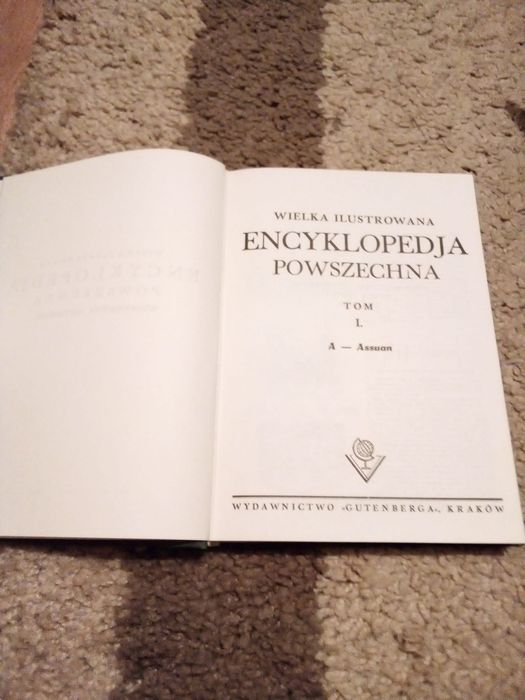 WIELKA ILUSTROWANA
ENCYKLOPEDJA
POWSZECHNA
TOM
I.
A — Assuan
WYDAWNICTWO «GUTENBERGA», KRAKÓW